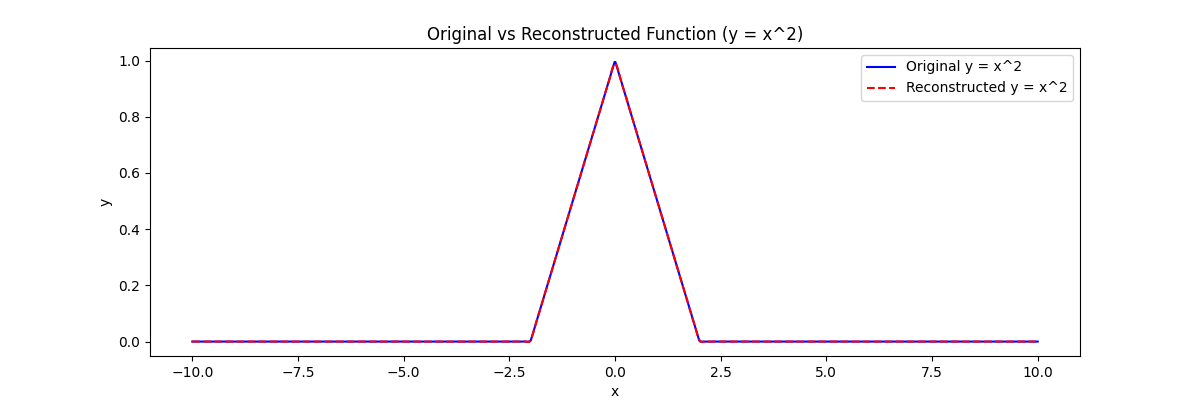 Original vs Reconstructed Function (y = x^2)
Original y = x^2
Reconstructed y = x^2
1.0
0.8
0.6
0.4
0.2
0.0
y
−10.0 −7.5 −5.0 −2.5 0.0 2.5 5.0 7.5 10.0
x